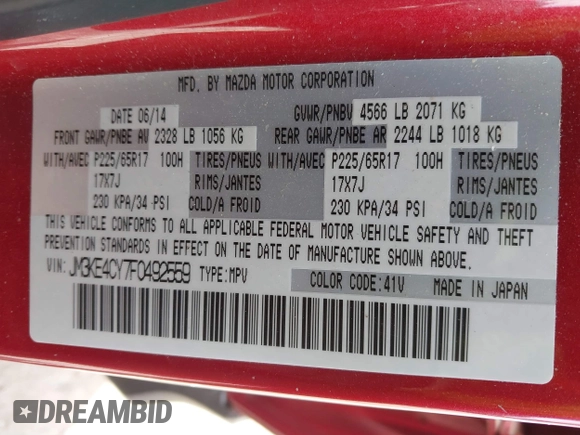 MFD. BY MAZDA MOTOR CORPORATION
DATE 06/14 GVWR/PNBV 4566 LB 2071 KG
FRONT GAWR/PNBE AV 2328 LB 1056 KG REAR GAWR/PNBE AR 2244 LB 1018 KG
WITH/AVEC P225/65R17 100H TIRES/PNEUS WITH/AVEC P225/65R17 100H TIRES/PNEUS
17X7J RIMS/JANTES 17X7J RIMS/JANTES
230 KPA/34 PSI COLD/A FROID 230 KPA/34 PSI COLD/A FROID
THIS VEHICLE CONFORMS TO ALL APPLICABLE FEDERAL MOTOR VEHICLE SAFETY AND THEFT
PREVENTION STANDARDS IN EFFECT ON THE DATE OF MANUFACTURE SHOWN ABOVE.
VIN: JM3KE4CY7F0492559 TYPE:MPV COLOR CODE:41V MADE IN JAPAN
DREAMBID